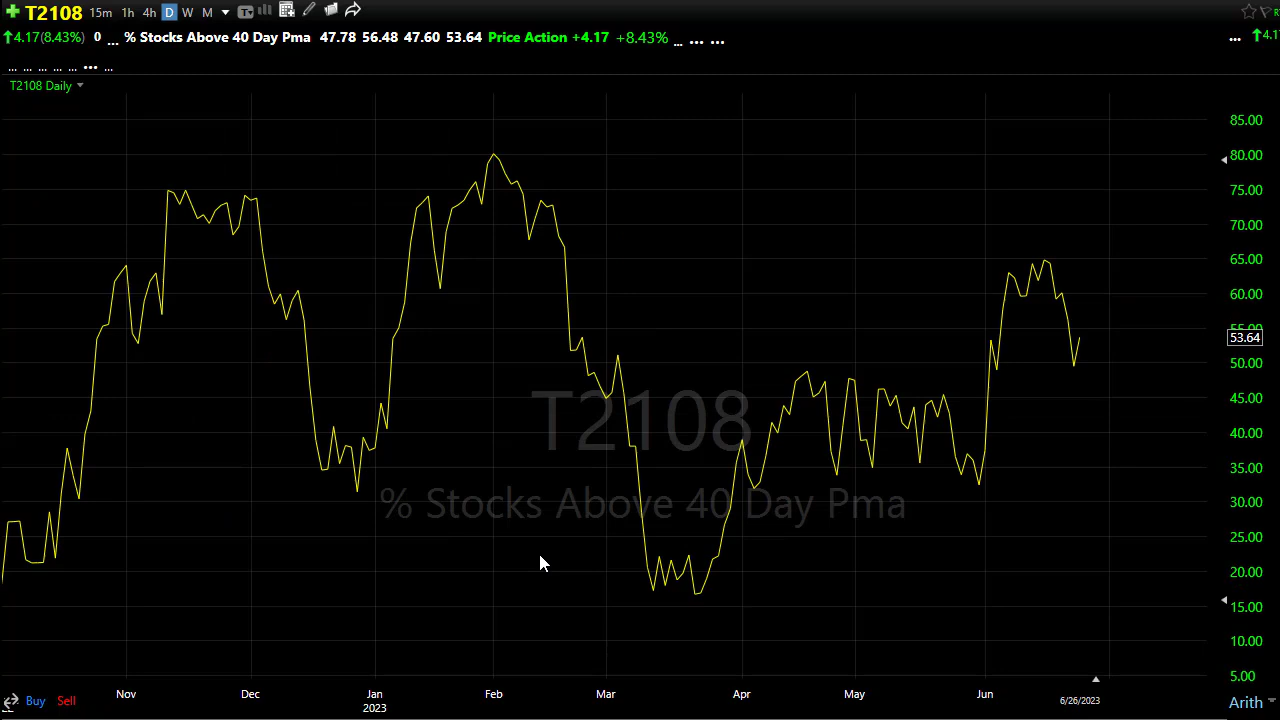 T2108 15m 1h 4h D W M T
4.17(8.43%) 0 ... % Stocks Above 40 Day Pma 47.78 56.48 47.60 53.64 Price Action +4.17 +8.43% ... ... ... ... 4.17
... ... ... ... ... ... ...
T2108 Daily
85.00
80.00
75.00
70.00
65.00
60.00
55.00
53.64
50.00
45.00
40.00
35.00
30.00
25.00
20.00
15.00
10.00
5.00
T2108
% Stocks Above 40 Day Pma
Buy Sell Nov Dec Jan Feb Mar Apr May Jun Arith
2023 6/26/2023